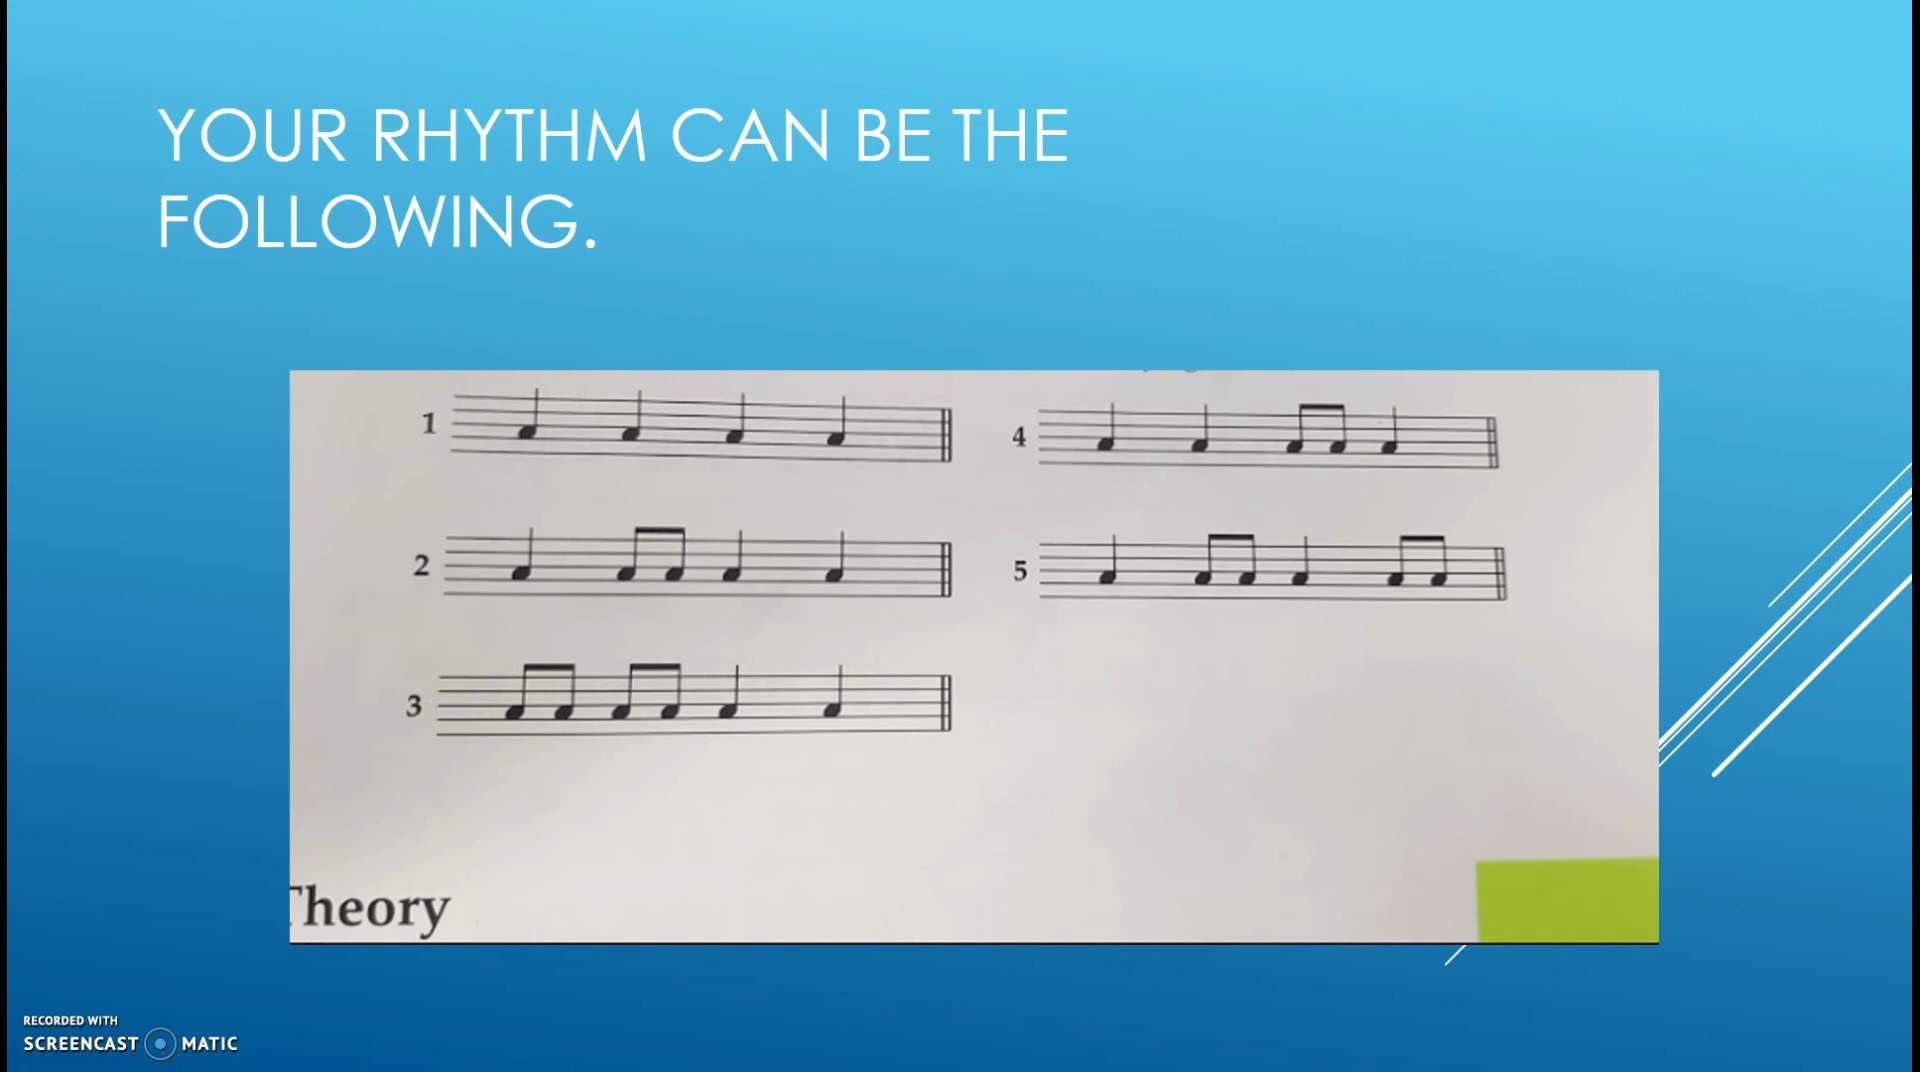 YOUR RHYTHM CAN BE THE
FOLLOWING.
1
4
2
5
3
Theory
RECORDED WITH
SCREENCAST MATIC